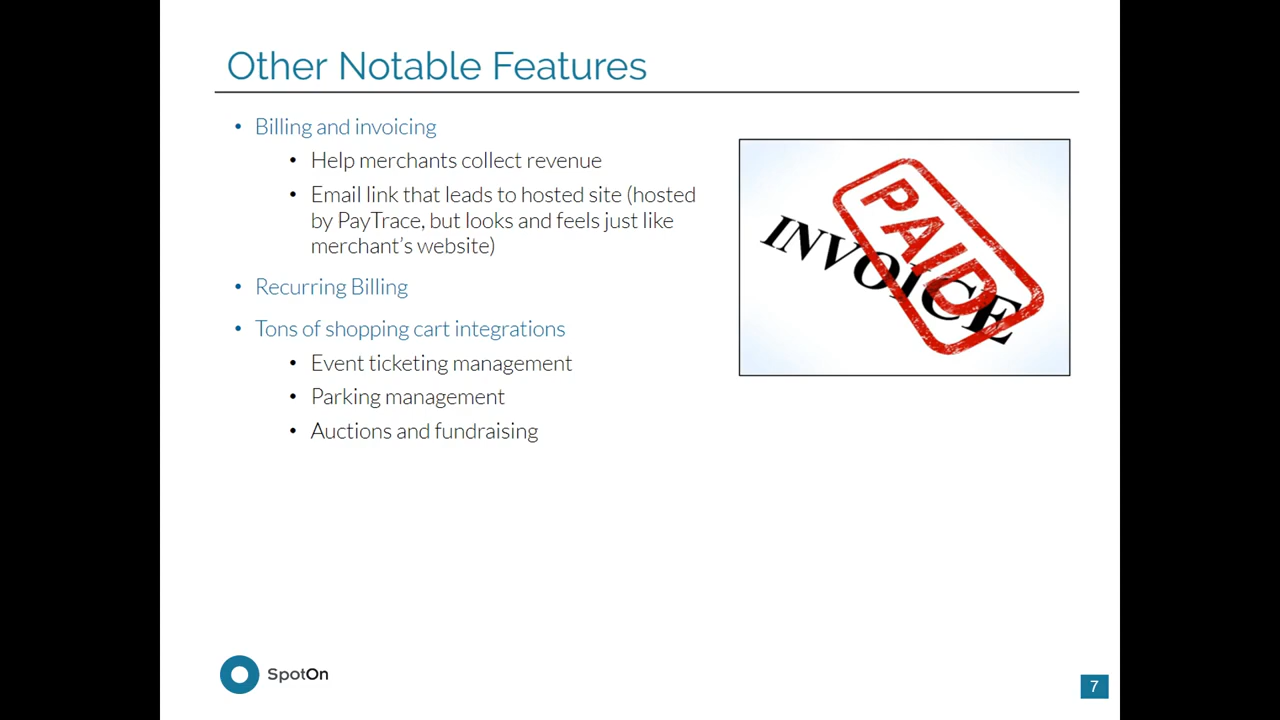 Other Notable Features
• Billing and invoicing
• Help merchants collect revenue
• Email link that leads to hosted site (hosted
by PayTrace, but looks and feels just like
merchant's website)
• Recurring Billing
• Tons of shopping cart integrations
• Event ticketing management
• Parking management
• Auctions and fundraising
INVOICE
PAID
SpotOn
7